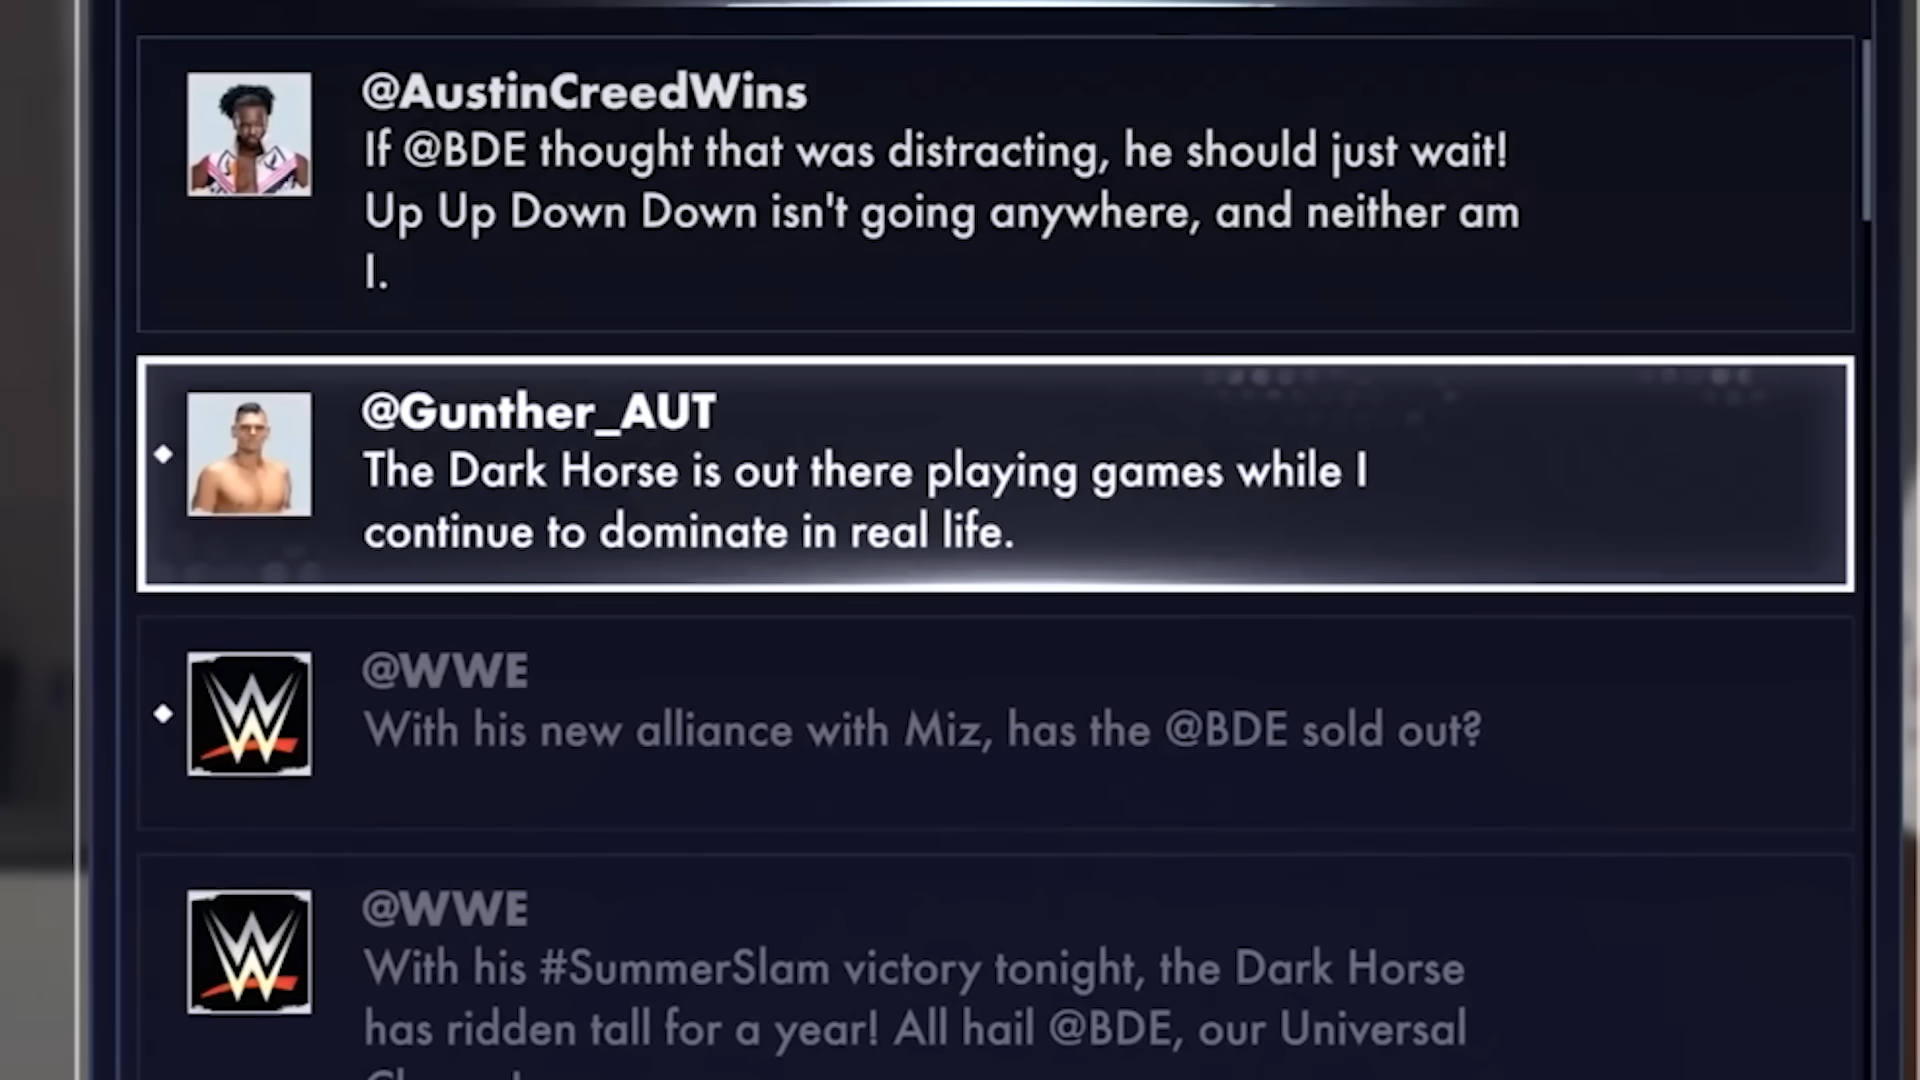 @AustinCreedWins
If @BDE thought that was distracting, he should just wait!
Up Up Down Down isn't going anywhere, and neither am
I.
@Gunther_AUT
The Dark Horse is out there playing games while I
continue to dominate in real life.
@WWE
With his new alliance with Miz, has the @BDE sold out?
@WWE
With his #SummerSlam victory tonight, the Dark Horse
has ridden tall for a year! All hail @BDE, our Universal